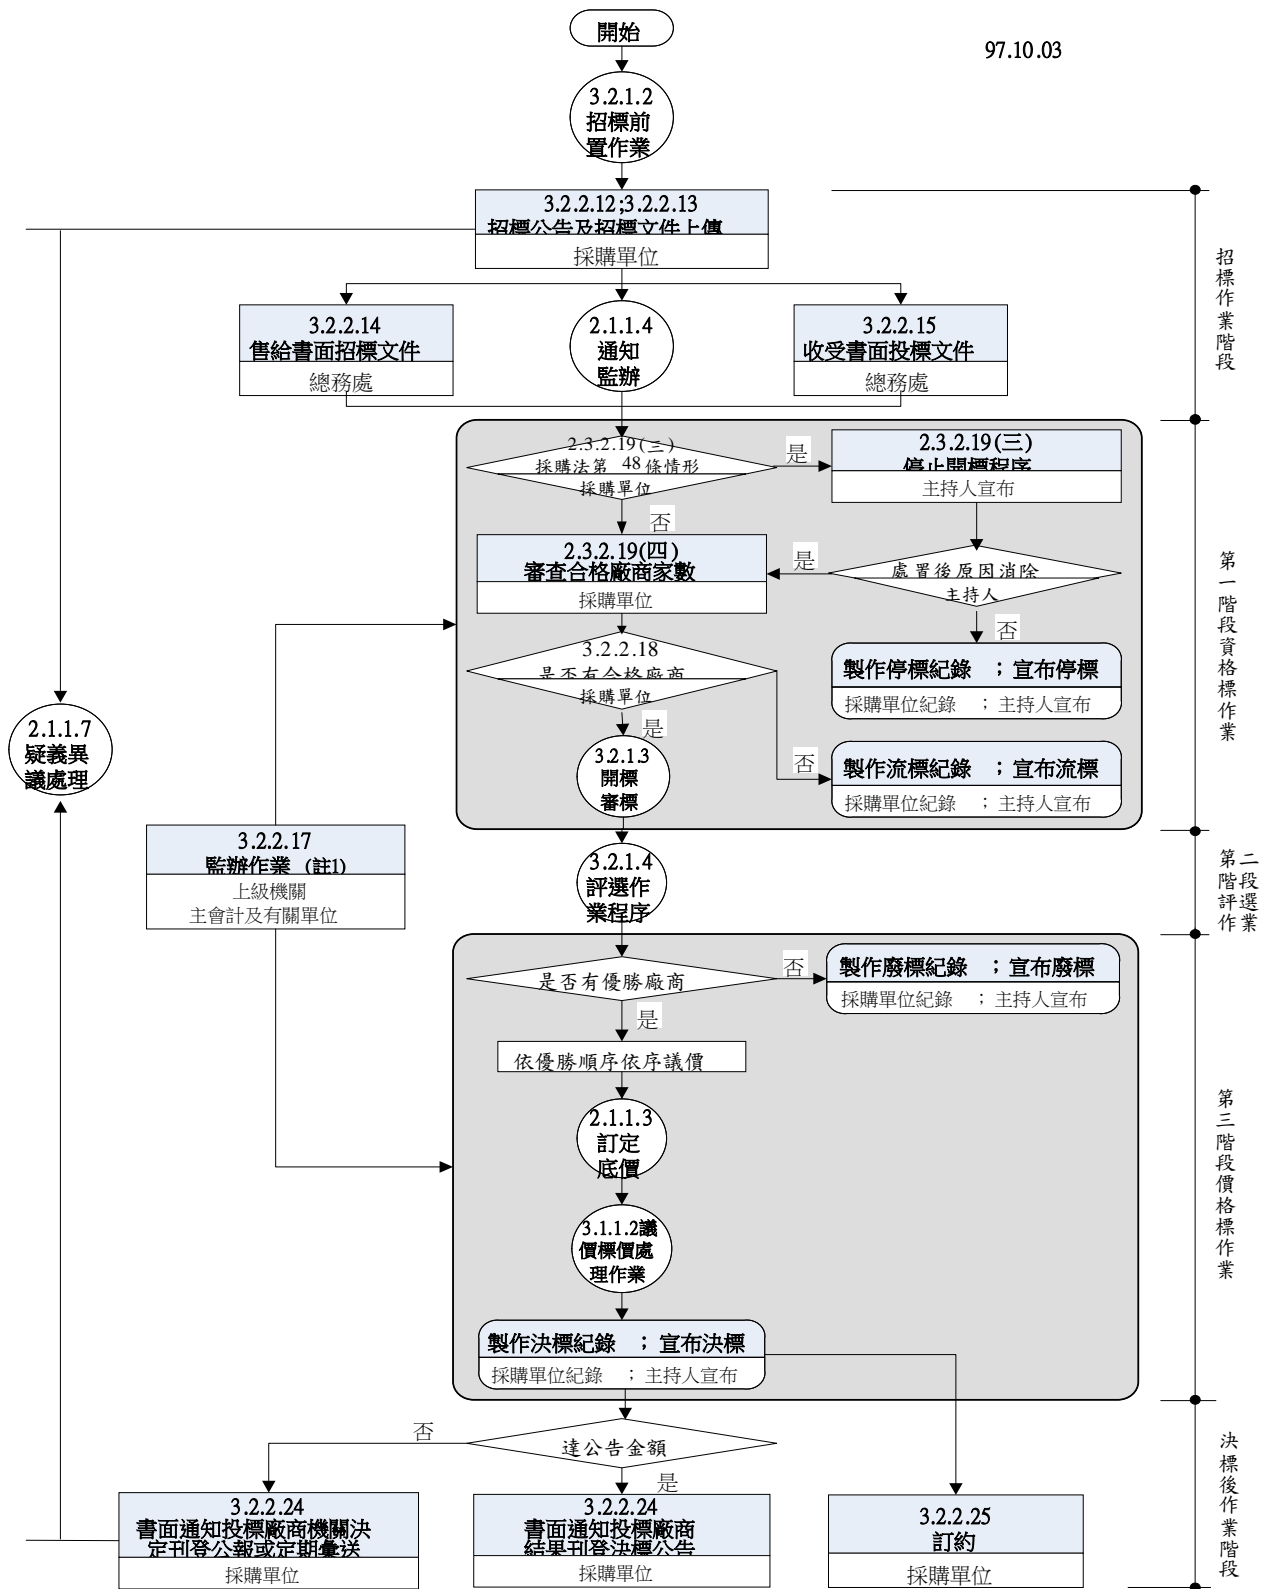 開始
97.10.03
3.2.1.2
招標前
置作業
3.2.2.12;3.2.2.13
招標公告及招標文件上傳
採購單位
招標作業階段
3.2.2.14
售給書面招標文件
總務處
2.1.1.4
通知
監辦
3.2.2.15
收受書面投標文件
總務處
2.3.2.19(三)
採購法第 48 條情形
採購單位
是
否
2.3.2.19(三)
停止開標程序
主持人宣布
2.3.2.19(四)
審查合格廠商家數
採購單位
是
處置後原因消除
主持人
否
第一階段資格標作業
3.2.2.18
是否有合格廠商
採購單位
是
否
製作停標紀錄 ; 宣布停標
採購單位紀錄 ; 主持人宣布
3.2.1.3
開標
審標
製作流標紀錄 ; 宣布流標
採購單位紀錄 ; 主持人宣布
2.1.1.7
疑義異
議處理
3.2.2.17
監辦作業 (註1)
上級機關
主會計及有關單位
3.2.1.4
評選作
業程序
第二階段評選作業
是否有優勝廠商
否
是
製作廢標紀錄 ; 宣布廢標
採購單位紀錄 ; 主持人宣布
依優勝順序依序議價
2.1.1.3
訂定
底價
3.1.1.2議
價標價處
理作業
第三階段價格標作業
製作決標紀錄 ; 宣布決標
採購單位紀錄 ; 主持人宣布
達公告金額
否
是
3.2.2.24
書面通知投標廠商機關決
定刊登公報或定期彙送
採購單位
3.2.2.24
書面通知投標廠商
結果刊登決標公告
採購單位
3.2.2.25
訂約
採購單位
決標後作業階段